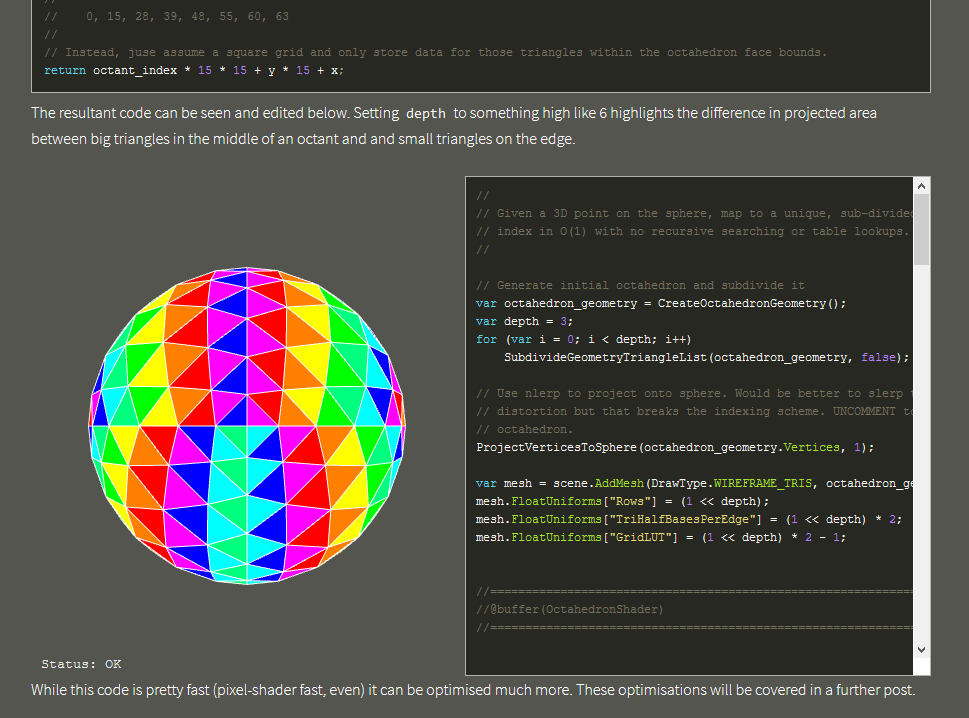 //
//    0, 15, 28, 39, 48, 55, 60, 63
//
// Instead, juse assume a square grid and only store data for those triangles within the octahedron face bounds.
return octant_index * 15 * 15 + y * 15 + x;
The resultant code can be seen and edited below. Setting depth to something high like 6 highlights the difference in projected area
between big triangles in the middle of an octant and and small triangles on the edge.
//
// Given a 3D point on the sphere, map to a unique, sub-divided
// index in O(1) with no recursive searching or table lookups.
//
// Generate initial octahedron and subdivide it
var octahedron_geometry = CreateOctahedronGeometry();
var depth = 3;
for (var i = 0; i < depth; i++)
    SubdivideGeometryTriangleList(octahedron_geometry, false);
// Use nlerp to project onto sphere. Would be better to slerp
// distortion but that breaks the indexing scheme. UNCOMMENT to
// octahedron.
ProjectVerticesToSphere(octahedron_geometry.Vertices, 1);
var mesh = scene.AddMesh(DrawType.WIREFRAME_TRIS, octahedron_ge
mesh.FloatUniforms["Rows"] = (1 << depth);
mesh.FloatUniforms["TriHalfBasesPerEdge"] = (1 << depth) * 2;
mesh.FloatUniforms["GridLUT"] = (1 << depth) * 2 - 1;
//==============================================================
//@buffer(OctahedronShader)
//==============================================================
Status: OK
While this code is pretty fast (pixel-shader fast, even) it can be optimised much more. These optimisations will be covered in a further post.